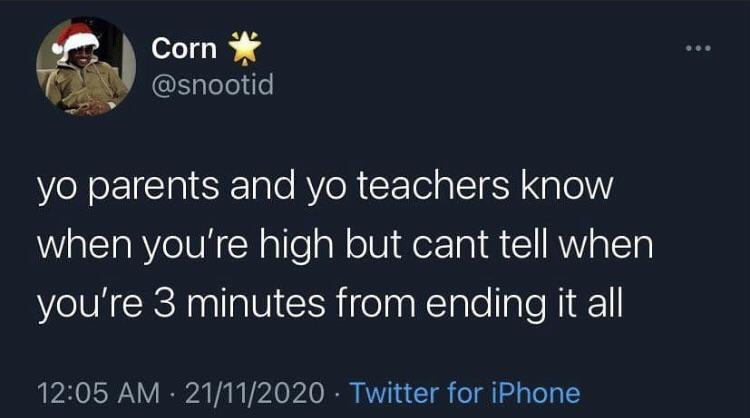 Corn 🌟
@snootid
yo parents and yo teachers know
when you're high but cant tell when
you're 3 minutes from ending it all
12:05 AM · 21/11/2020 · Twitter for iPhone